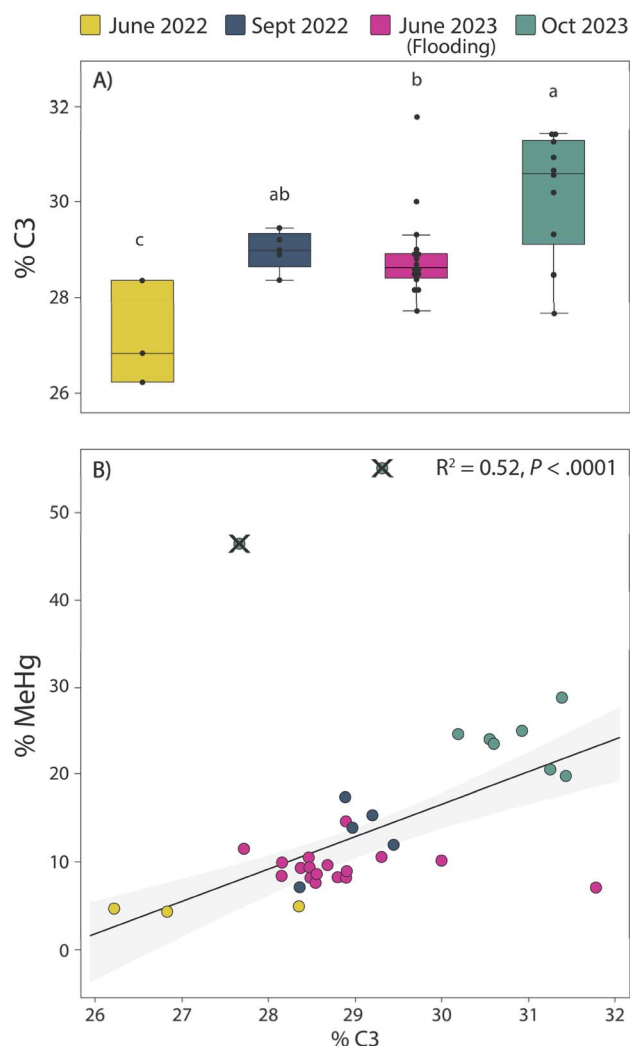 June 2022 Sept 2022 June 2023 Oct 2023
(Flooding)
A)
% C3
32
30
28
26
c
ab
b
a
B)
R² = 0.52, P < .0001
% MeHg
50
40
30
20
10
0
26 27 28 29 30 31 32
% C3